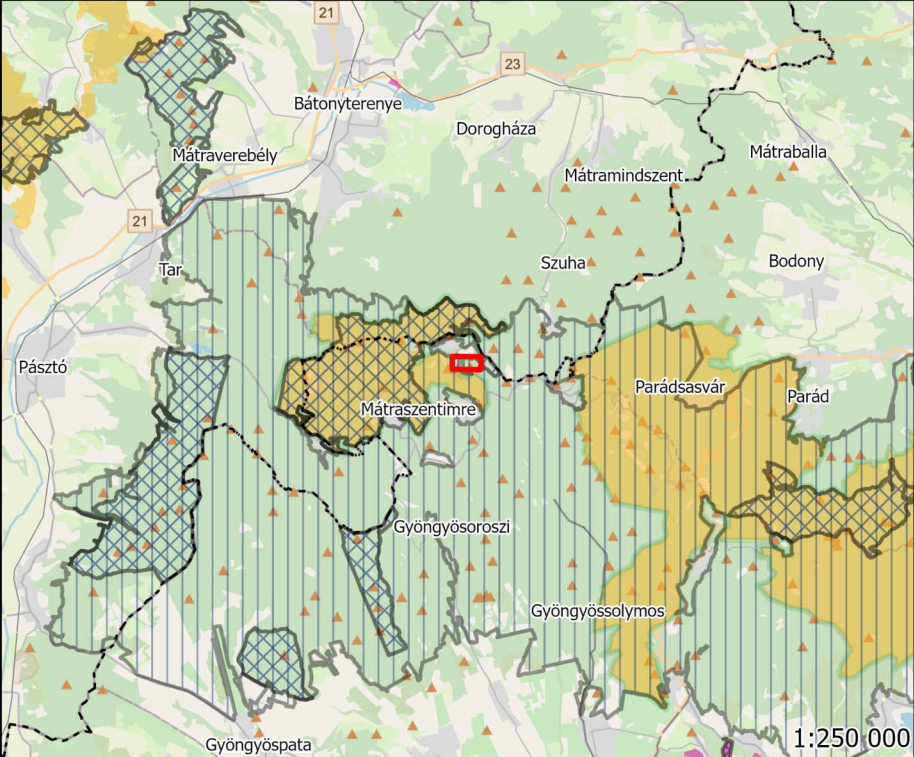 21
23
Bátonyterenye
Dorogháza
Mátraverebély
Mátraballa
Mátramindszent
21
Tar
Szuha
Bodony
Pásztó
Parádsasvár
Parád
Mátraszentimre
Gyöngyösoroszi
Gyöngyössolymos
Gyöngyöspata
1:250 000